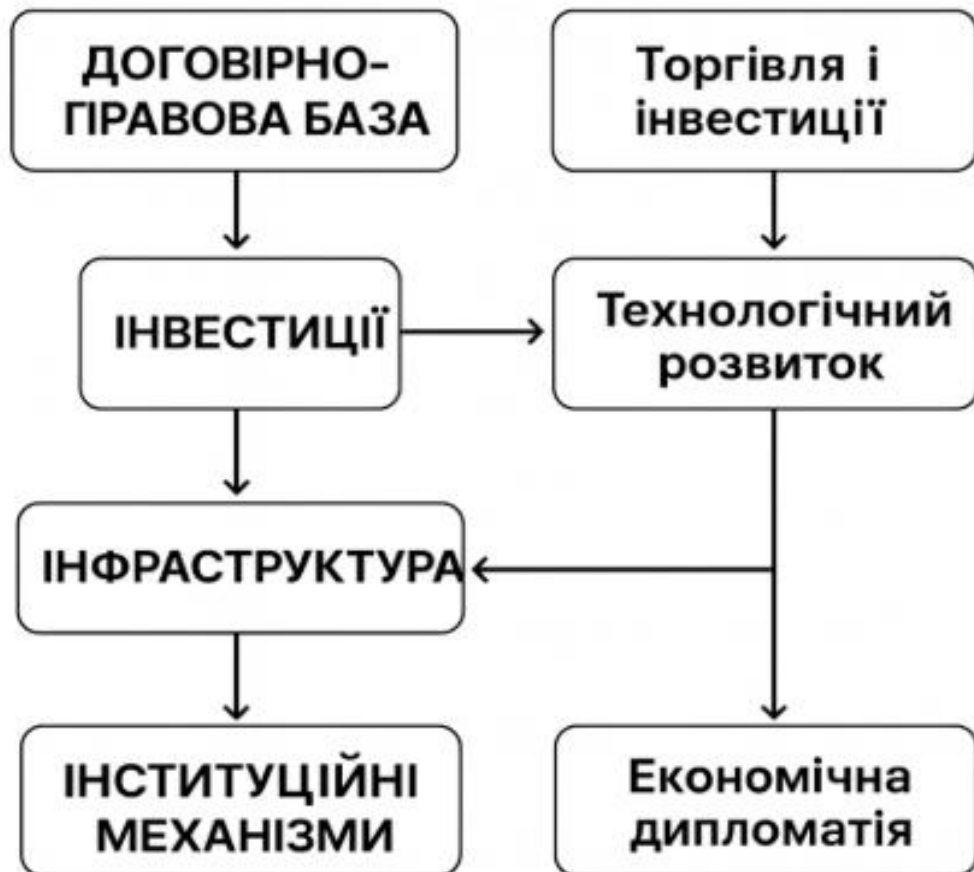 ДОГОВІРНО-
ПРАВОВА БАЗА
Торгівля і
інвестиції
ІНВЕСТИЦІЇ
Технологічний
розвиток
ІНФРАСТРУКТУРА
ІНСТИТУЦІЙНІ
МЕХАНІЗМИ
Економічна
дипломатія